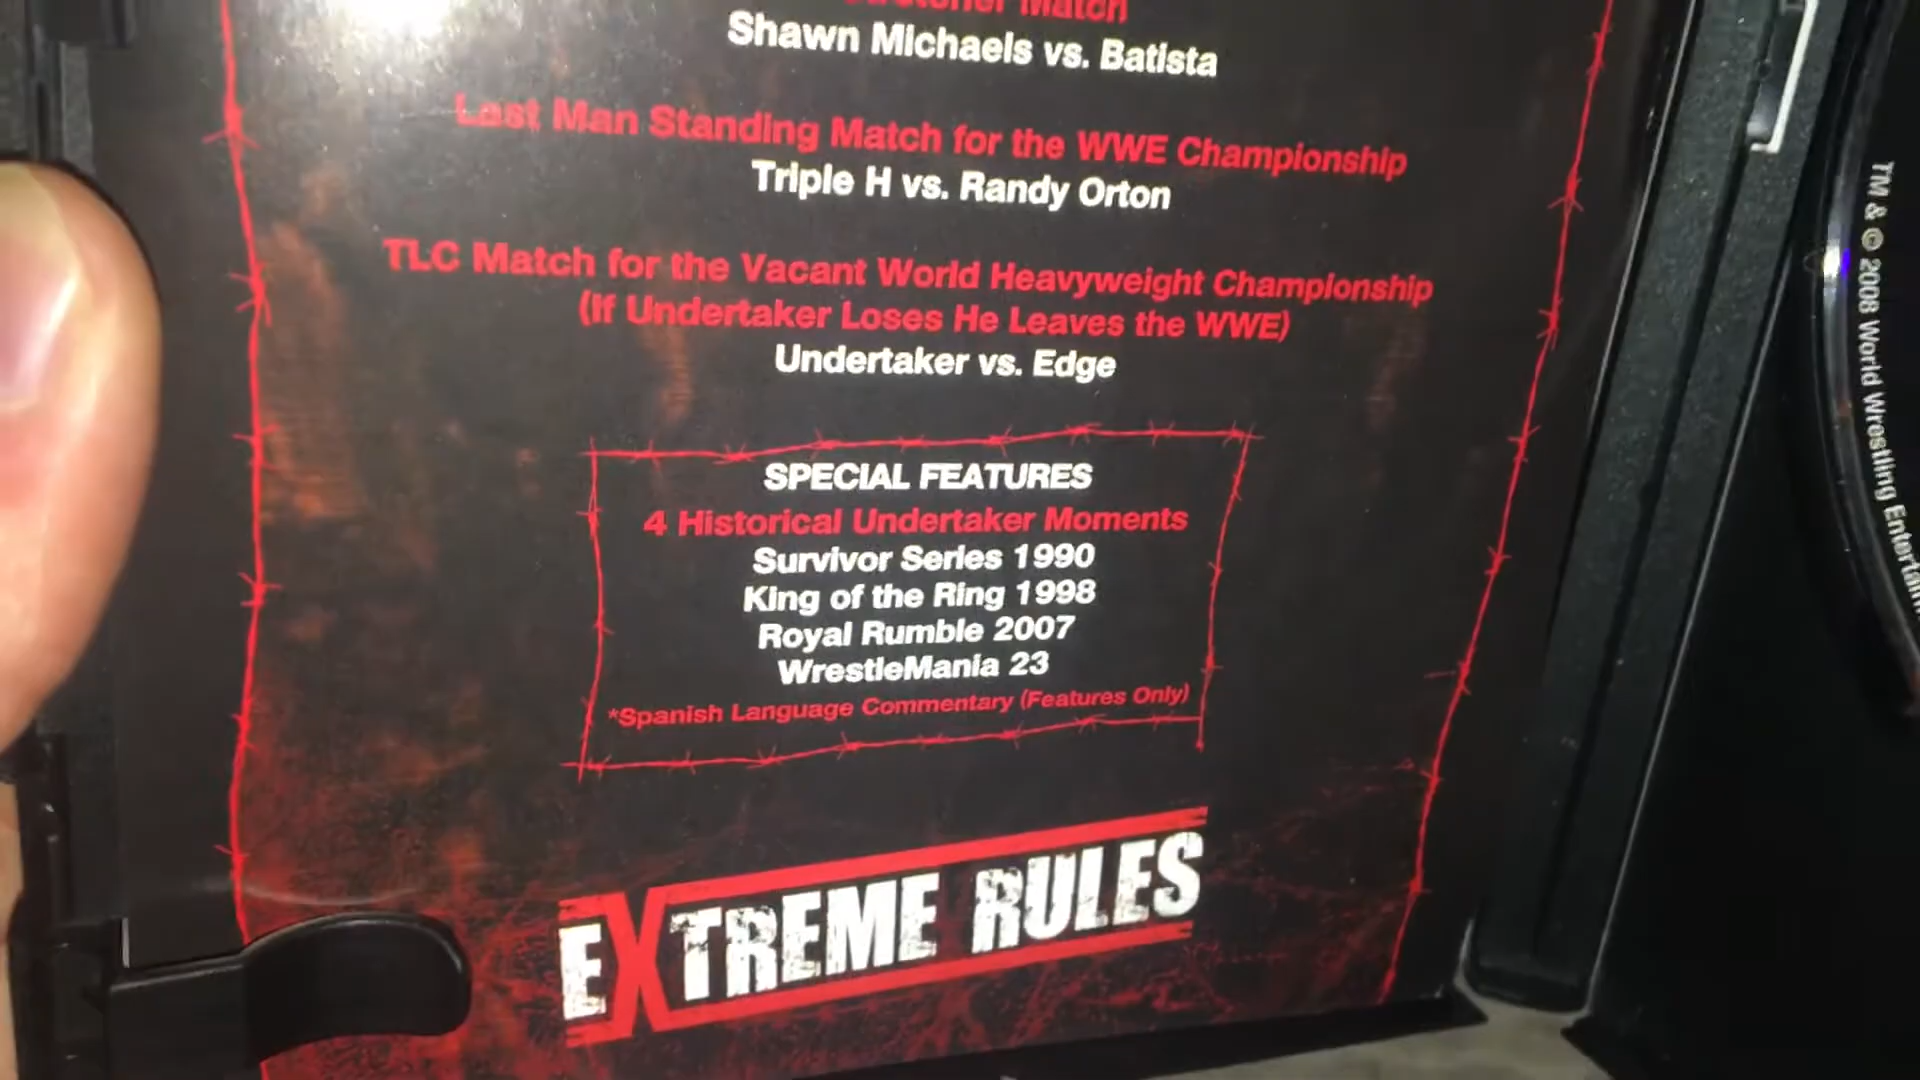 Match
Shawn Michaels vs. Batista
Last Man Standing Match for the WWE Championship
Triple H vs. Randy Orton
TLC Match for the Vacant World Heavyweight Championship
(If Undertaker Loses He Leaves the WWE)
Undertaker vs. Edge
SPECIAL FEATURES
4 Historical Undertaker Moments
Survivor Series 1990
King of the Ring 1998
Royal Rumble 2007
WrestleMania 23
*Spanish Language Commentary (Features Only)
EXTREME RULES
TM & © 2008 World Wrestling